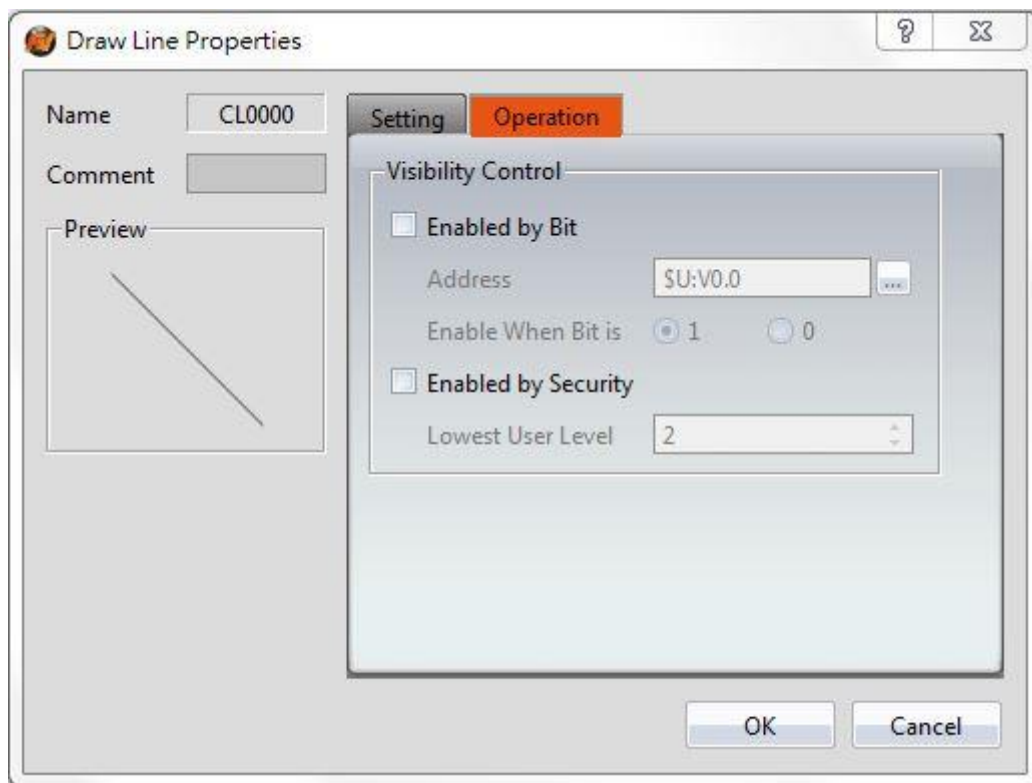 Draw Line Properties
Name CL0000
Comment
Preview
Setting Operation
Visibility Control
Enabled by Bit
Address $U:V0.0 ...
Enable When Bit is 1 0
Enabled by Security
Lowest User Level 2
OK Cancel